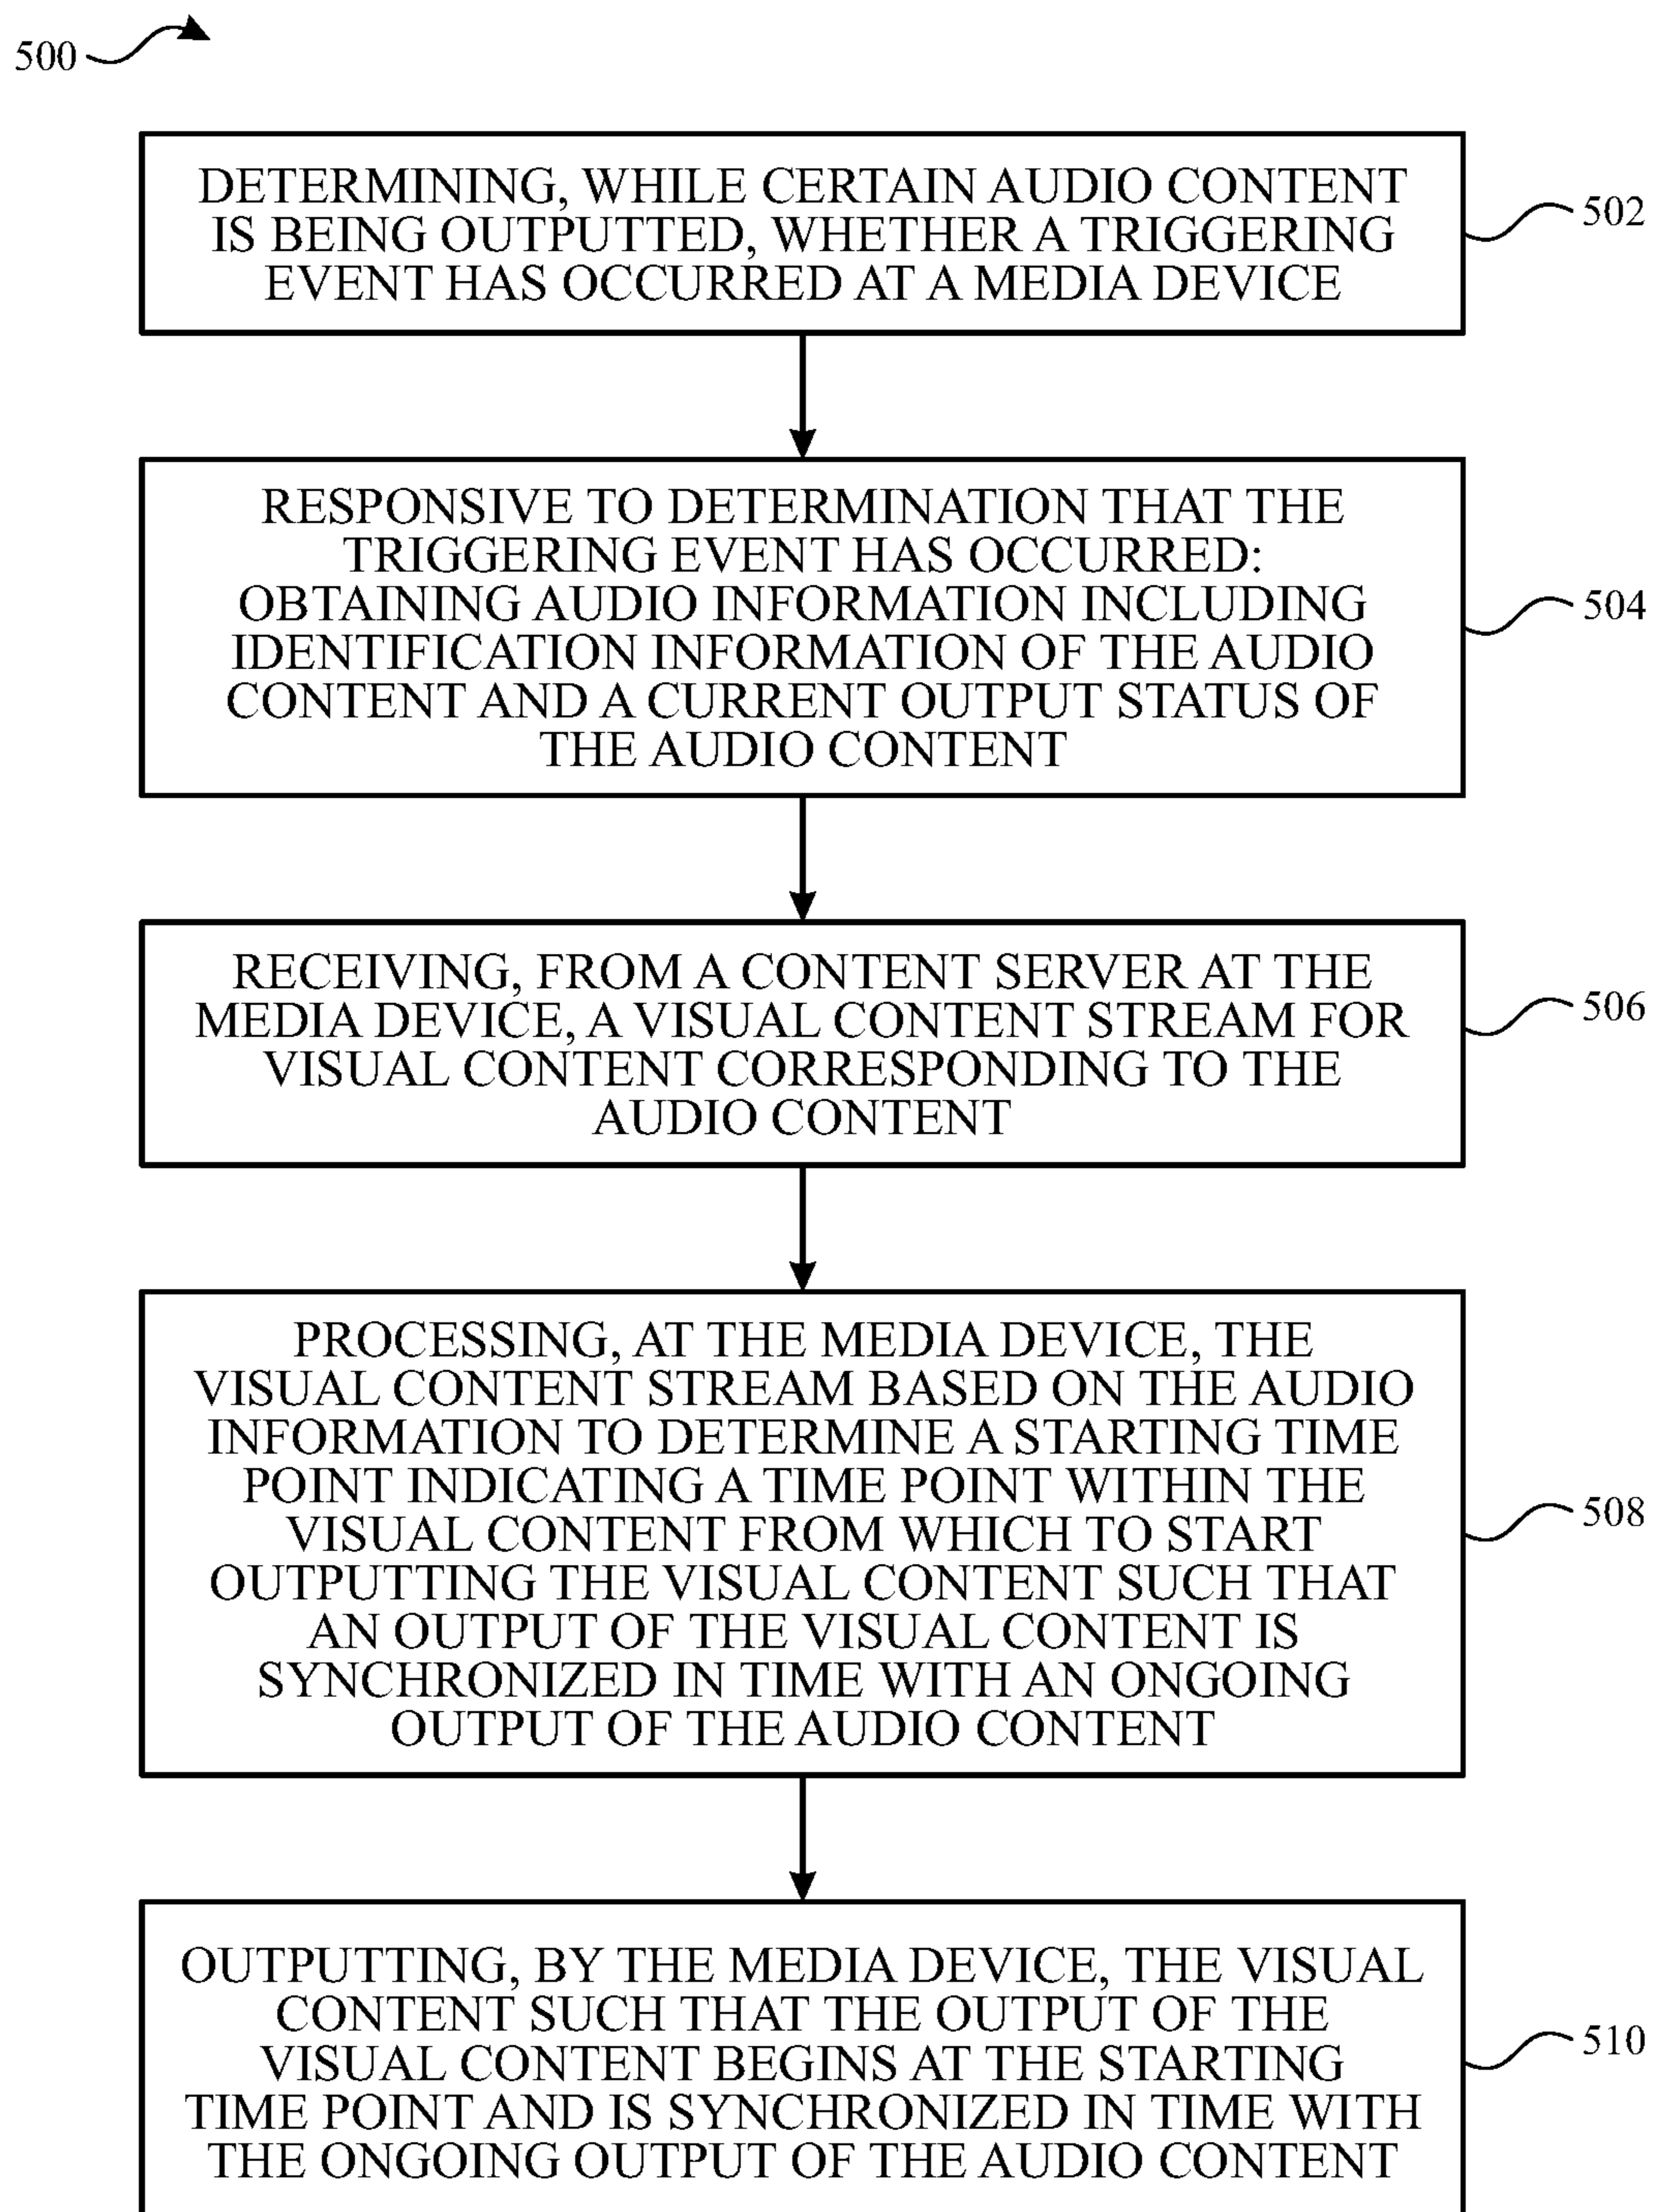 500
DETERMINING, WHILE CERTAIN AUDIO CONTENT
IS BEING OUTPUTTED, WHETHER A TRIGGERING
EVENT HAS OCCURRED AT A MEDIA DEVICE
502
RESPONSIVE TO DETERMINATION THAT THE
TRIGGERING EVENT HAS OCCURRED:
OBTAINING AUDIO INFORMATION INCLUDING
IDENTIFICATION INFORMATION OF THE AUDIO
CONTENT AND A CURRENT OUTPUT STATUS OF
THE AUDIO CONTENT
504
RECEIVING, FROM A CONTENT SERVER AT THE
MEDIA DEVICE, A VISUAL CONTENT STREAM FOR
VISUAL CONTENT CORRESPONDING TO THE
AUDIO CONTENT
506
PROCESSING, AT THE MEDIA DEVICE, THE
VISUAL CONTENT STREAM BASED ON THE AUDIO
INFORMATION TO DETERMINE A STARTING TIME
POINT INDICATING A TIME POINT WITHIN THE
VISUAL CONTENT FROM WHICH TO START
OUTPUTTING THE VISUAL CONTENT SUCH THAT
AN OUTPUT OF THE VISUAL CONTENT IS
SYNCHRONIZED IN TIME WITH AN ONGOING
OUTPUT OF THE AUDIO CONTENT
508
OUTPUTTING, BY THE MEDIA DEVICE, THE VISUAL
CONTENT SUCH THAT THE OUTPUT OF THE
VISUAL CONTENT BEGINS AT THE STARTING
TIME POINT AND IS SYNCHRONIZED IN TIME WITH
THE ONGOING OUTPUT OF THE AUDIO CONTENT
510